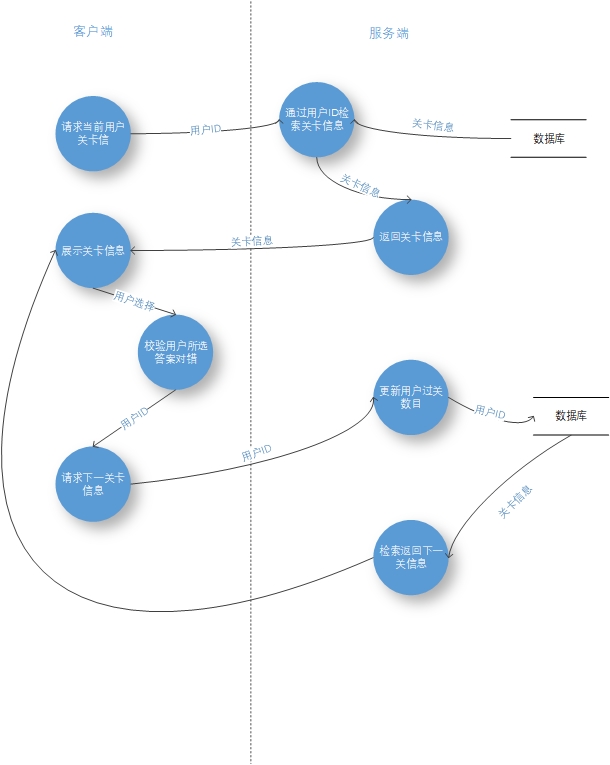 客户端
服务端
请求当前用户
关卡信
用户ID
通过用户ID检
索关卡信息
关卡信息
数据库
关卡信息
返回关卡信息
关卡信息
展示关卡信息
用户选择
校验用户所选
答案对错
用户ID
请求下一关卡
信息
用户ID
更新用户过关
数目
用户ID
数据库
关卡信息
检索返回下一
关信息